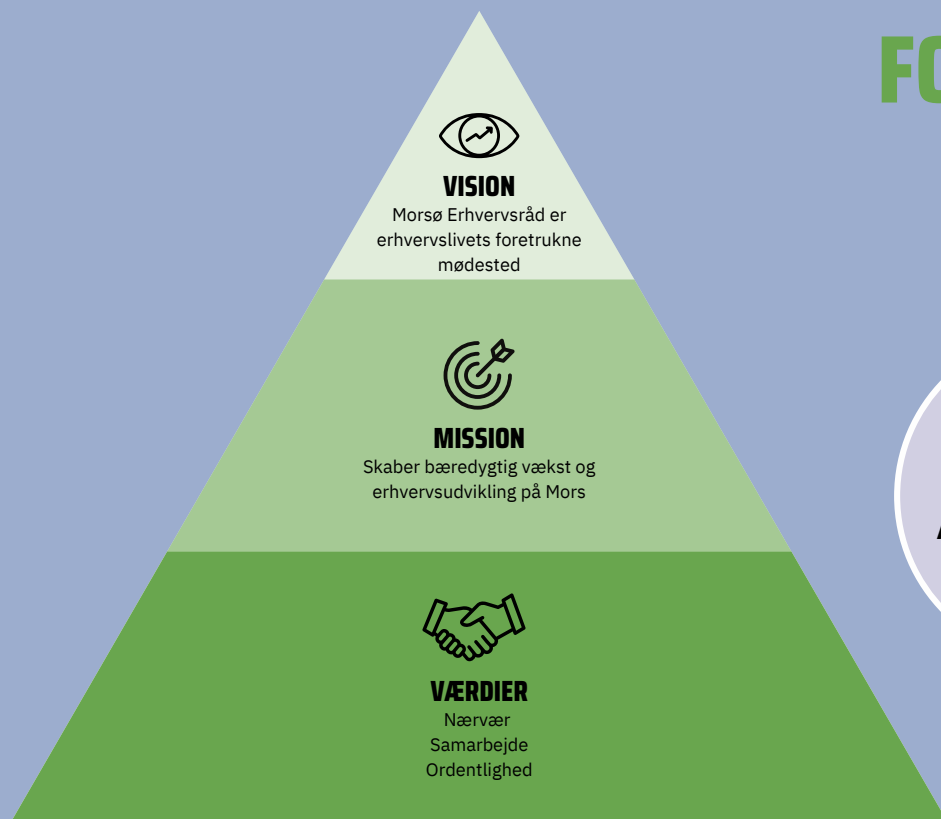 FO
VISION
Morsø Erhvervsråd er
erhvervslivets foretrukne
mødested
MISSION
Skaber bæredygtig vækst og
erhvervsudvikling på Mors
VÆRDIER
Nærvær
Samarbejde
Ordentlighed